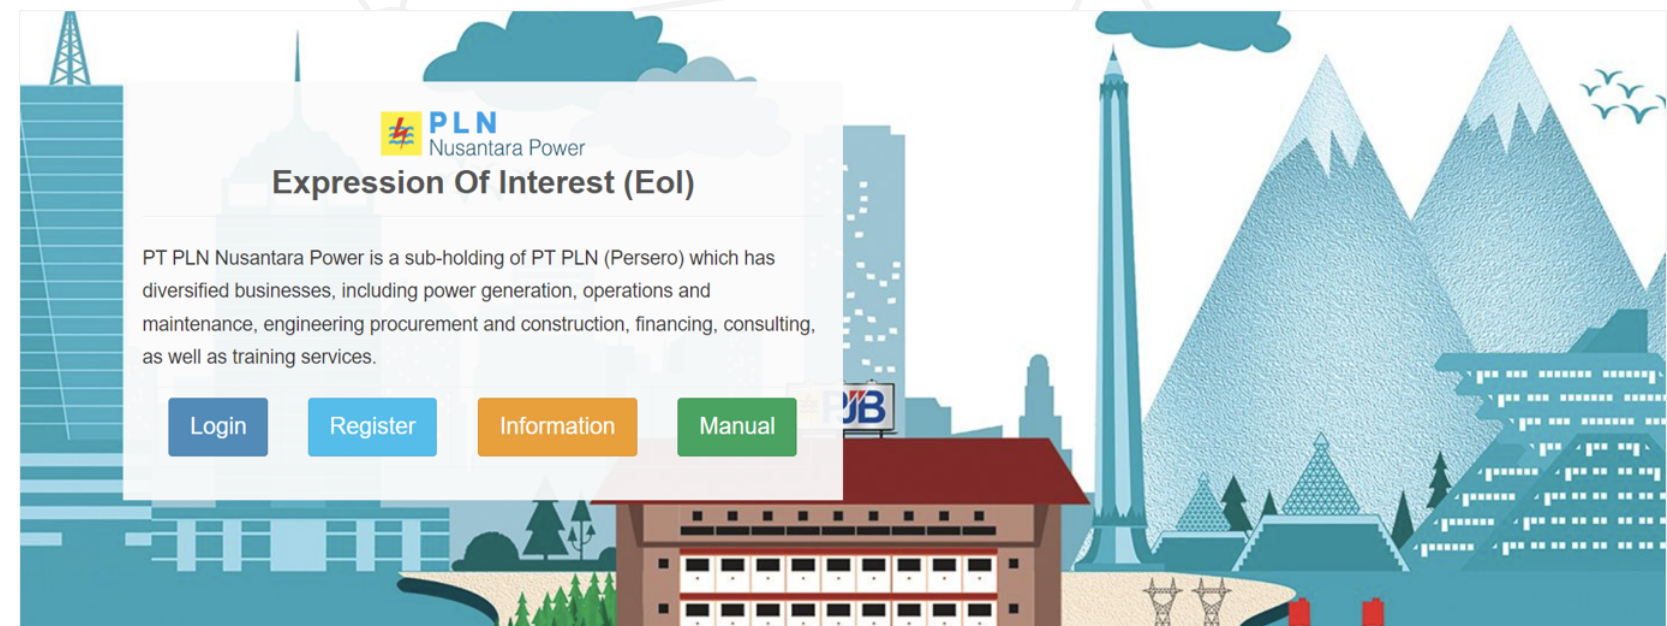 PLN
Nusantara Power
Expression Of Interest (EoI)
PT PLN Nusantara Power is a sub-holding of PT PLN (Persero) which has
diversified businesses, including power generation, operations and
maintenance, engineering procurement and construction, financing, consulting,
as well as training services.
Login
Register
Information
Manual
PJB